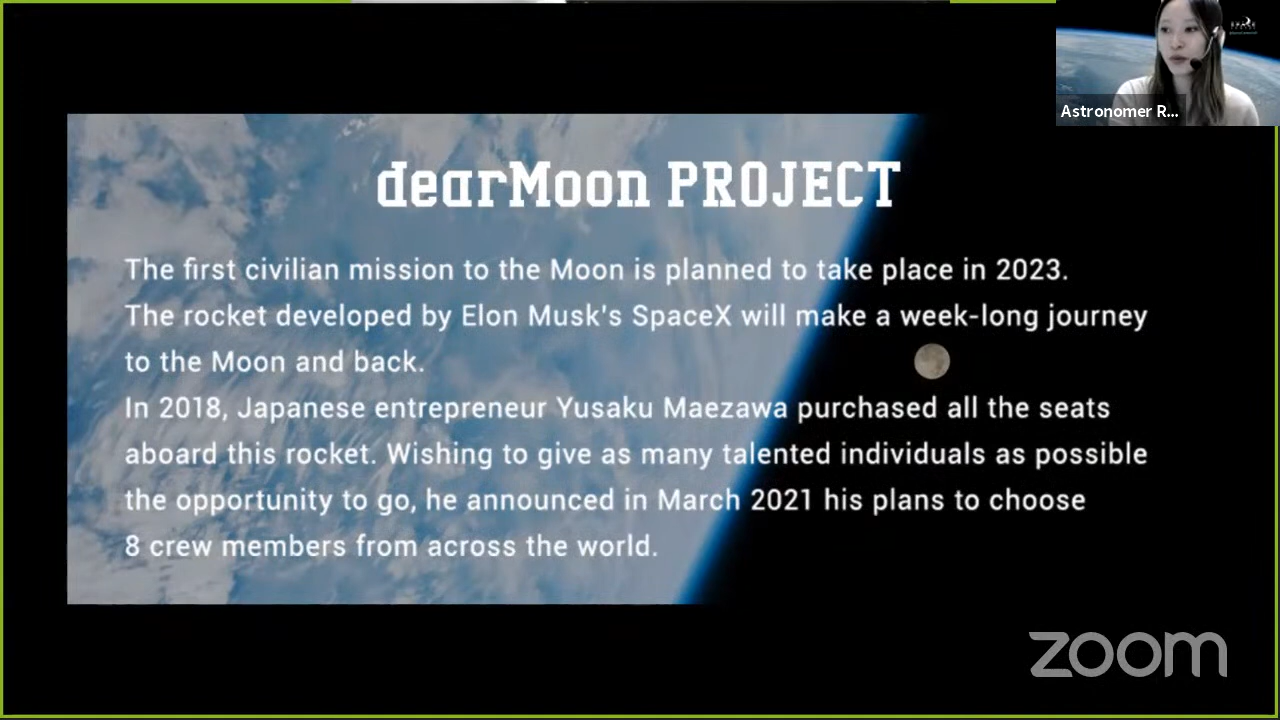 Astronomer R...
dearMoon PROJECT
The first civilian mission to the Moon is planned to take place in 2023.
The rocket developed by Elon Musk's SpaceX will make a week-long journey
to the Moon and back.
In 2018, Japanese entrepreneur Yusaku Maezawa purchased all the seats
aboard this rocket. Wishing to give as many talented individuals as possible
the opportunity to go, he announced in March 2021 his plans to choose
8 crew members from across the world.
zoom